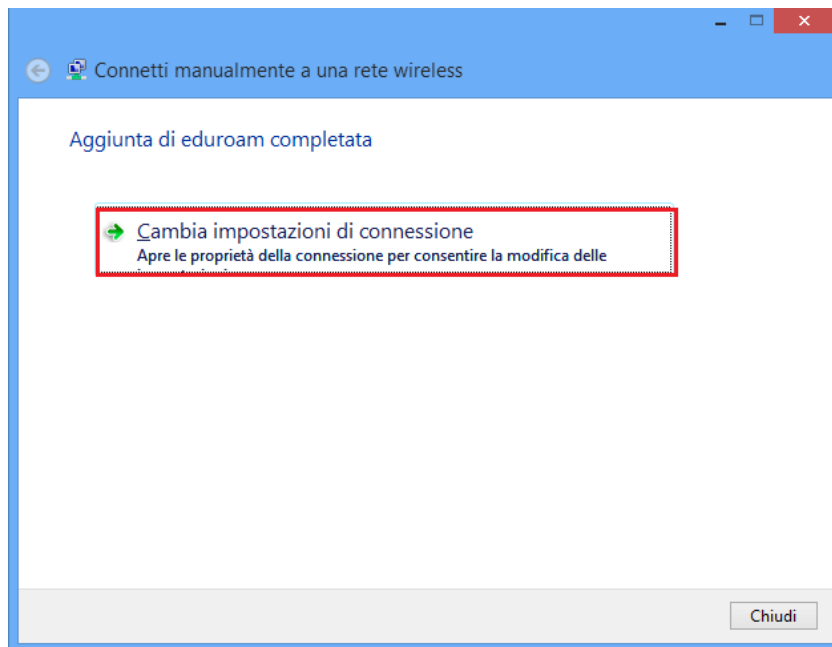 Connetti manualmente a una rete wireless
Aggiunta di eduroam completata
Cambia impostazioni di connessione
Apre le proprietà della connessione per consentire la modifica delle
Chiudi